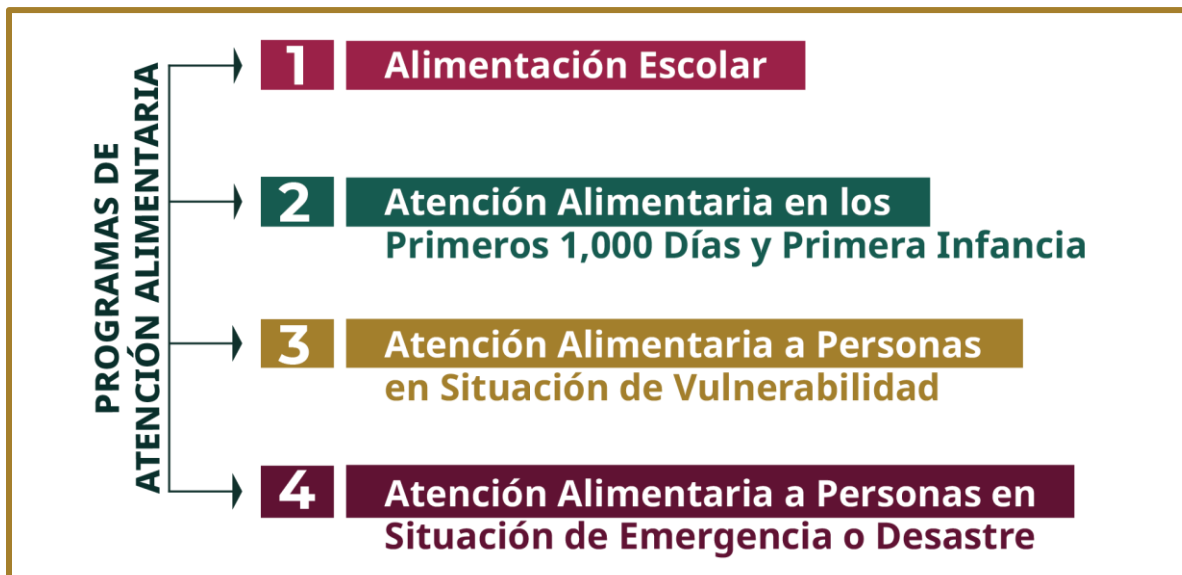 PROGRAMAS DE
ATENCIÓN ALIMENTARIA
1 Alimentación Escolar
2 Atención Alimentaria en los
Primeros 1,000 Días y Primera Infancia
3 Atención Alimentaria a Personas
en Situación de Vulnerabilidad
4 Atención Alimentaria a Personas en
Situación de Emergencia o Desastre